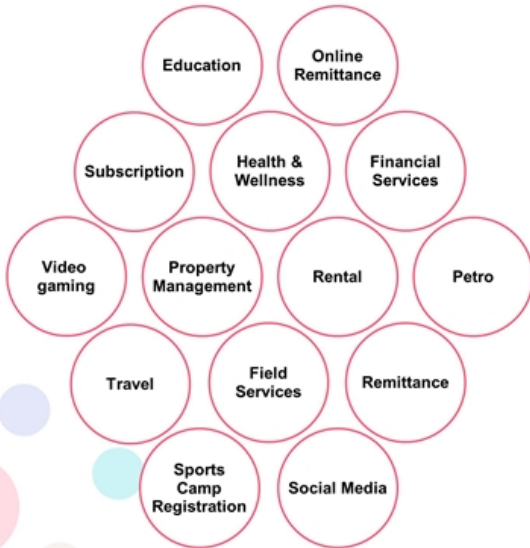 Education
Online
Remittance
Subscription
Health &
Wellness
Financial
Services
Video
gaming
Property
Management
Rental
Petro
Travel
Field
Services
Remittance
Sports
Camp
Registration
Social Media